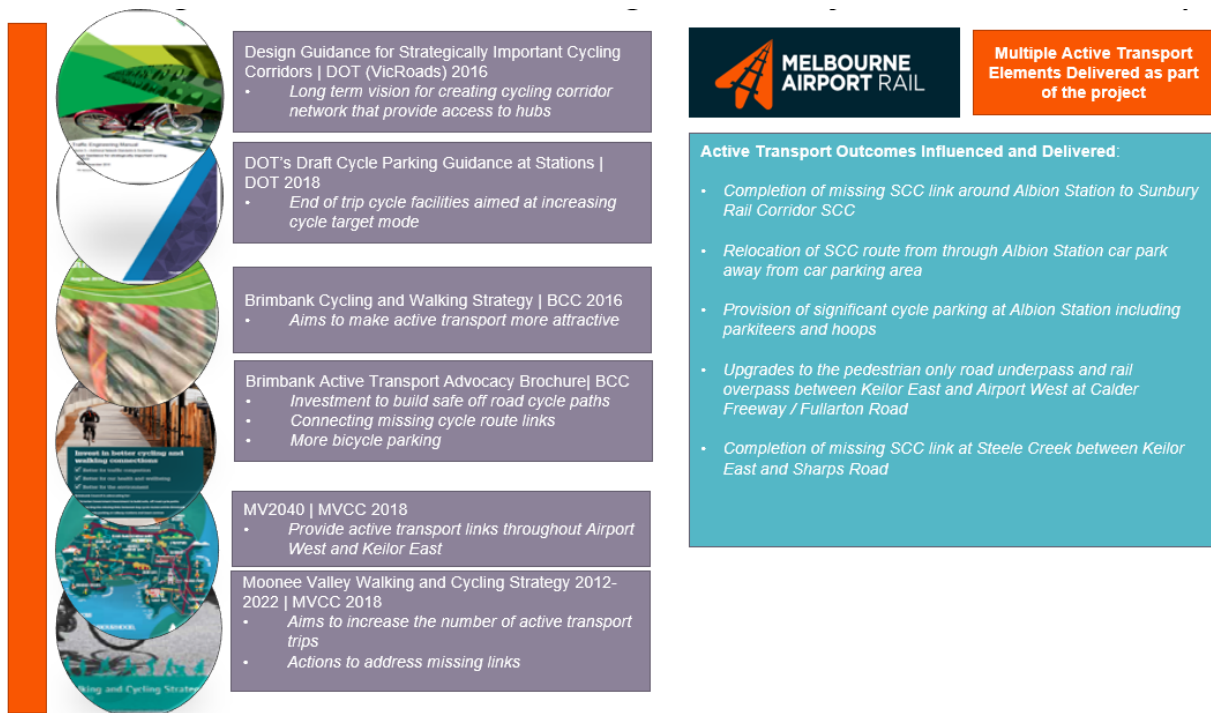 Design Guidance for Strategically Important Cycling
Corridors | DOT (VicRoads) 2016
• Long term vision for creating cycling corridor
network that provide access to hubs
DOT's Draft Cycle Parking Guidance at Stations |
DOT 2018
• End of trip cycle facilities aimed at increasing
cycle target mode
Brimbank Cycling and Walking Strategy | BCC 2016
• Aims to make active transport more attractive
Brimbank Active Transport Advocacy Brochure| BCC
• Investment to build safe off road cycle paths
• Connecting missing cycle route links
• More bicycle parking
Invest in better cycling and
walking connections
MV2040 | MVCC 2018
• Provide active transport links throughout Airport
West and Keilor East
Moonee Valley Walking and Cycling Strategy 2012-
2022 | MVCC 2018
• Aims to increase the number of active transport
trips
• Actions to address missing links
king and Cycling Strate
MELBOURNE
AIRPORT RAIL
Multiple Active Transport
Elements Delivered as part
of the project
Active Transport Outcomes Influenced and Delivered:
• Completion of missing SCC link around Albion Station to Sunbury
Rail Corridor SCC
• Relocation of SCC route from through Albion Station car park
away from car parking area
• Provision of significant cycle parking at Albion Station including
parkiteers and hoops
• Upgrades to the pedestrian only road underpass and rail
overpass between Keilor East and Airport West at Calder
Freeway / Fullarton Road
• Completion of missing SCC link at Steele Creek between Keilor
East and Sharps Road